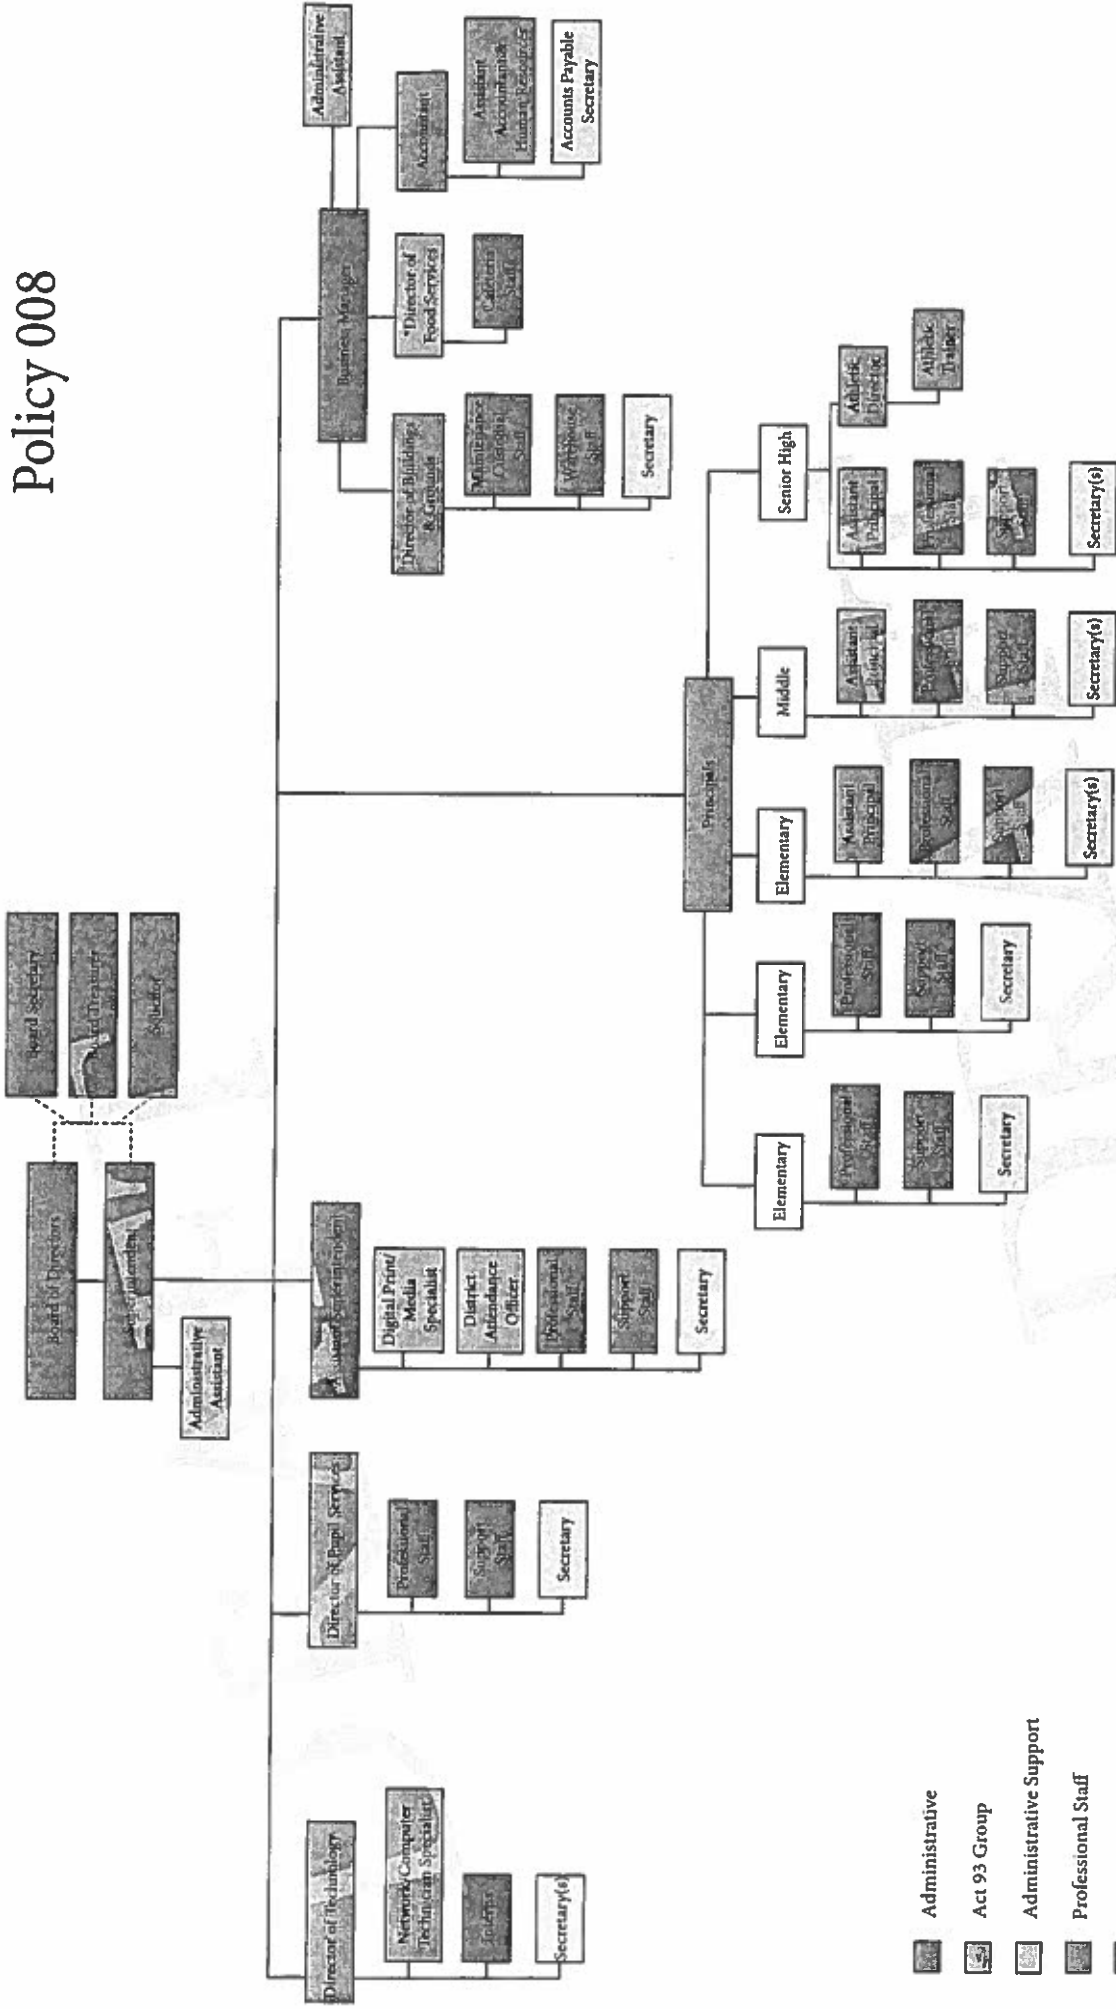 Policy 008
Board of Directors
Superintendent
Administrative
Assistant
Board Secretary
Board Treasurer
Solicitor
Director of Technology
Network/Computer
Technician Specialist
Interns
Secretary(s)
Director of Pupil Services
Professional
Staff
Support
Staff
Secretary
Assistant Superintendent
Digital Print/
Media
Specialist
District
Attendance
Officer
Professional
Staff
Support
Staff
Secretary
Principals
Elementary
Professional
Staff
Support
Staff
Secretary
Elementary
Professional
Staff
Support
Staff
Secretary
Elementary
Assistant
Principal
Professional
Staff
Support
Staff
Secretary(s)
Middle
Assistant
Principal
Professional
Staff
Support
Staff
Secretary(s)
Senior High
Assistant
Principal
Professional
Staff
Support
Staff
Secretary(s)
Athletic
Director
Athletic
Trainer
Business Manager
Administrative
Assistant
Director of Buildings
& Grounds
Maintenance
Custodial
Staff
Warehouse
Staff
Secretary
*Director of
Food Services
Cafeteria
Staff
Accountant
Assistant
Accountant&
Human Resources
Accounts Payable
Secretary
Administrative
Act 93 Group
Administrative Support
Professional Staff